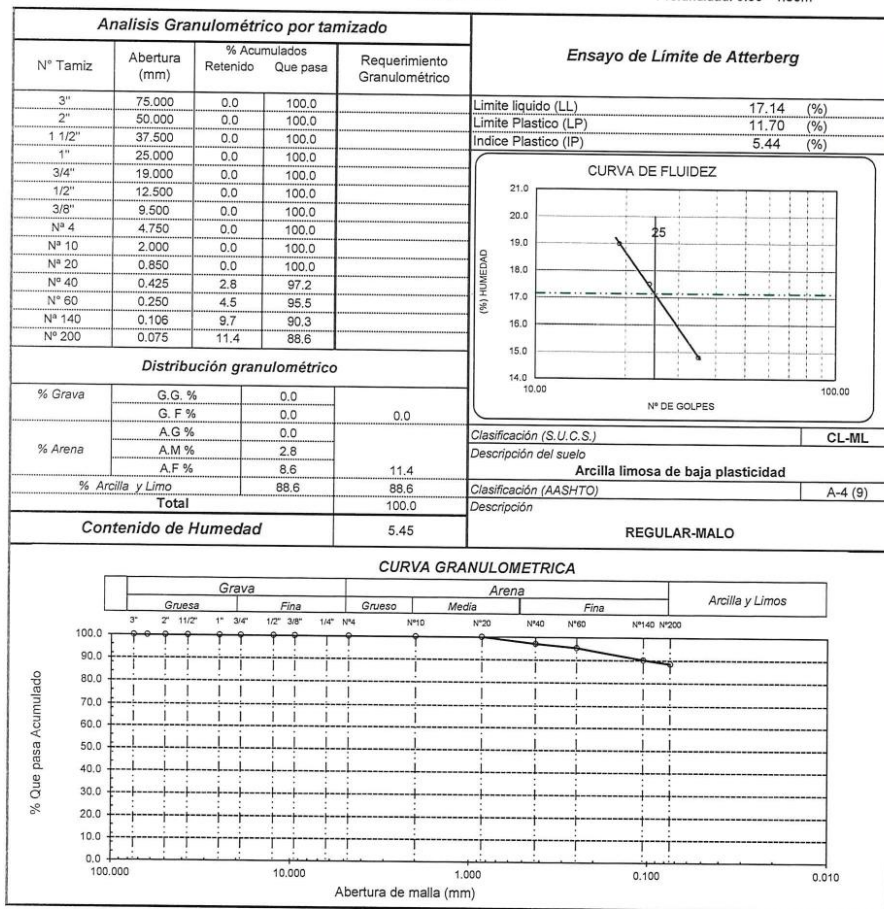 Analisis Granulométrico por tamizado
N° Tamiz Abertura (mm) % Acumulados Retenido Que pasa Requerimiento Granulométrico
3" 75.000 0.0 100.0
2" 50.000 0.0 100.0
1 1/2" 37.500 0.0 100.0
1" 25.000 0.0 100.0
3/4" 19.000 0.0 100.0
1/2" 12.500 0.0 100.0
3/8" 9.500 0.0 100.0
Nª 4 4.750 0.0 100.0
Nª 10 2.000 0.0 100.0
Nª 20 0.850 0.0 100.0
Nº 40 0.425 2.8 97.2
N° 60 0.250 4.5 95.5
Nª 140 0.106 9.7 90.3
Nº 200 0.075 11.4 88.6
Distribución granulométrico
% Grava G.G. % 0.0
G. F % 0.0 0.0
A.G % 0.0
% Arena A.M % 2.8
A.F % 8.6 11.4
% Arcilla y Limo 88.6 88.6
Total 100.0
Contenido de Humedad 5.45
Ensayo de Límite de Atterberg
Limite liquido (LL) 17.14 (%)
Limite Plastico (LP) 11.70 (%)
Indice Plastico (IP) 5.44 (%)
CURVA DE FLUIDEZ
21.0
20.0
19.0
18.0
17.0
16.0
15.0
14.0
(%) HUMEDAD
25
10.00 100.00
Nª DE GOLPES
Clasificación (S.U.C.S.) CL-ML
Descripción del suelo
Arcilla limosa de baja plasticidad
Clasificación (AASHTO) A-4 (9)
Descripción
REGULAR-MALO
CURVA GRANULOMETRICA
Grava Arena Arcilla y Limos
Gruesa Fina Grueso Media Fina
3" 2" 11/2" 1" 3/4" 1/2" 3/8" 1/4" Nº4 Nº10 Nº20 Nº40 Nº60 Nº140 Nº200
100.0
90.0
80.0
70.0
60.0
50.0
40.0
30.0
20.0
10.0
0.0
% Que pasa Acumulado
100.000 10.000 1.000 0.100 0.010
Abertura de malla (mm)